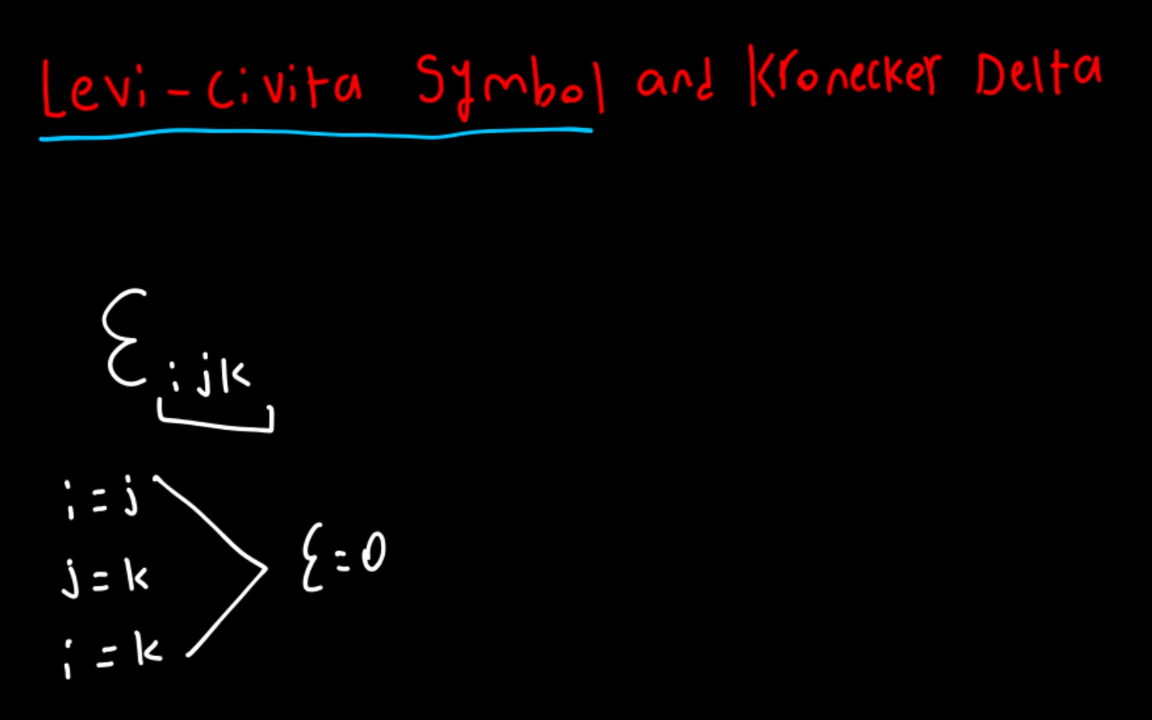 Levi-Civita Symbol and Kronecker Delta
εijk
i=j
j=k
ε=0
i=k